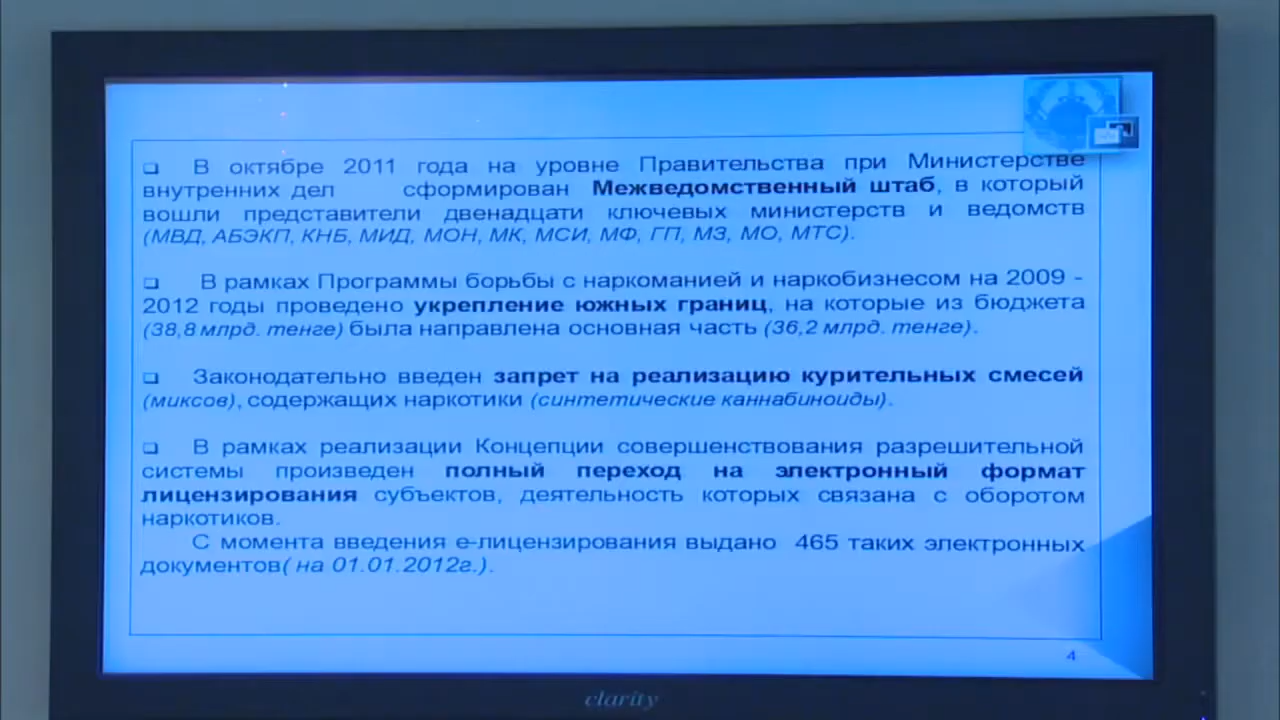 ❑ В октябре 2011 года на уровне Правительства при Министерстве
внутренних дел сформирован Межведомственный штаб, в который
вошли представители двенадцати ключевых министерств и ведомств
(МВД, АБЭКП, КНБ, МИД, МОН, МК, МСИ, МФ, ГП, МЗ, МО, МТС).
❑ В рамках Программы борьбы с наркоманией и наркобизнесом на 2009 -
2012 годы проведено укрепление южных границ, на которые из бюджета
(38,8 млрд. тенге) была направлена основная часть (36,2 млрд. тенге).
❑ Законодательно введен запрет на реализацию курительных смесей
(миксов), содержащих наркотики (синтетические каннабиноиды).
❑ В рамках реализации Концепции совершенствования разрешительной
системы произведен полный переход на электронный формат
лицензирования субъектов, деятельность которых связана с оборотом
наркотиков.
С момента введения е-лицензирования выдано 465 таких электронных
документов( на 01.01.2012г.).
4
clarity